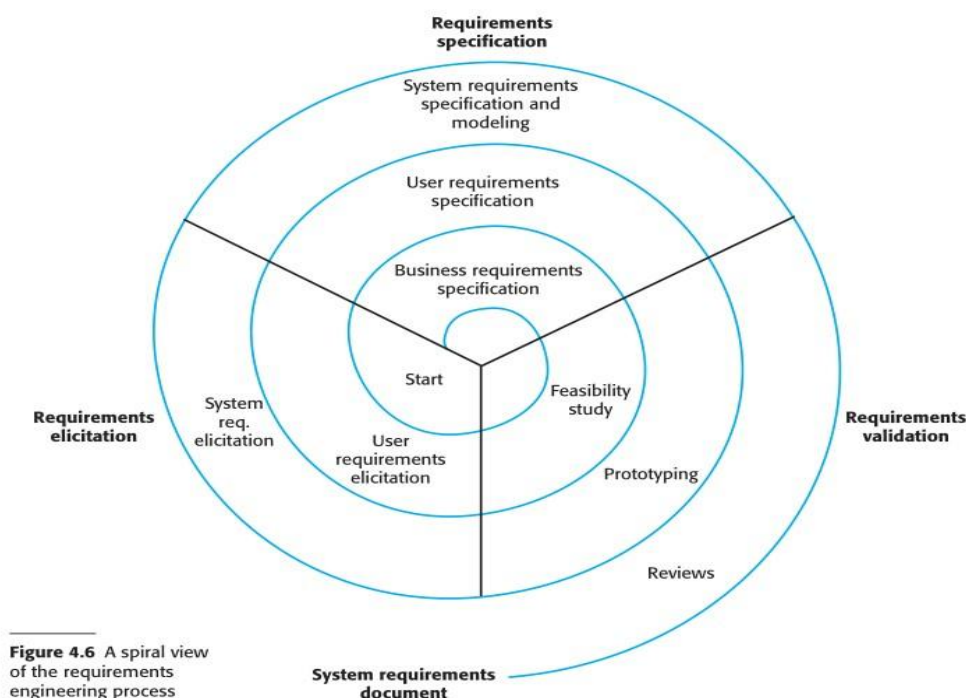 Requirements
specification
System requirements
specification and
modeling
User requirements
specification
Business requirements
specification
Start
Feasibility
study
System
req.
elicitation
User
requirements
elicitation
Requirements
elicitation
Requirements
validation
Prototyping
Reviews
Figure 4.6 A spiral view
of the requirements
engineering process
System requirements
document